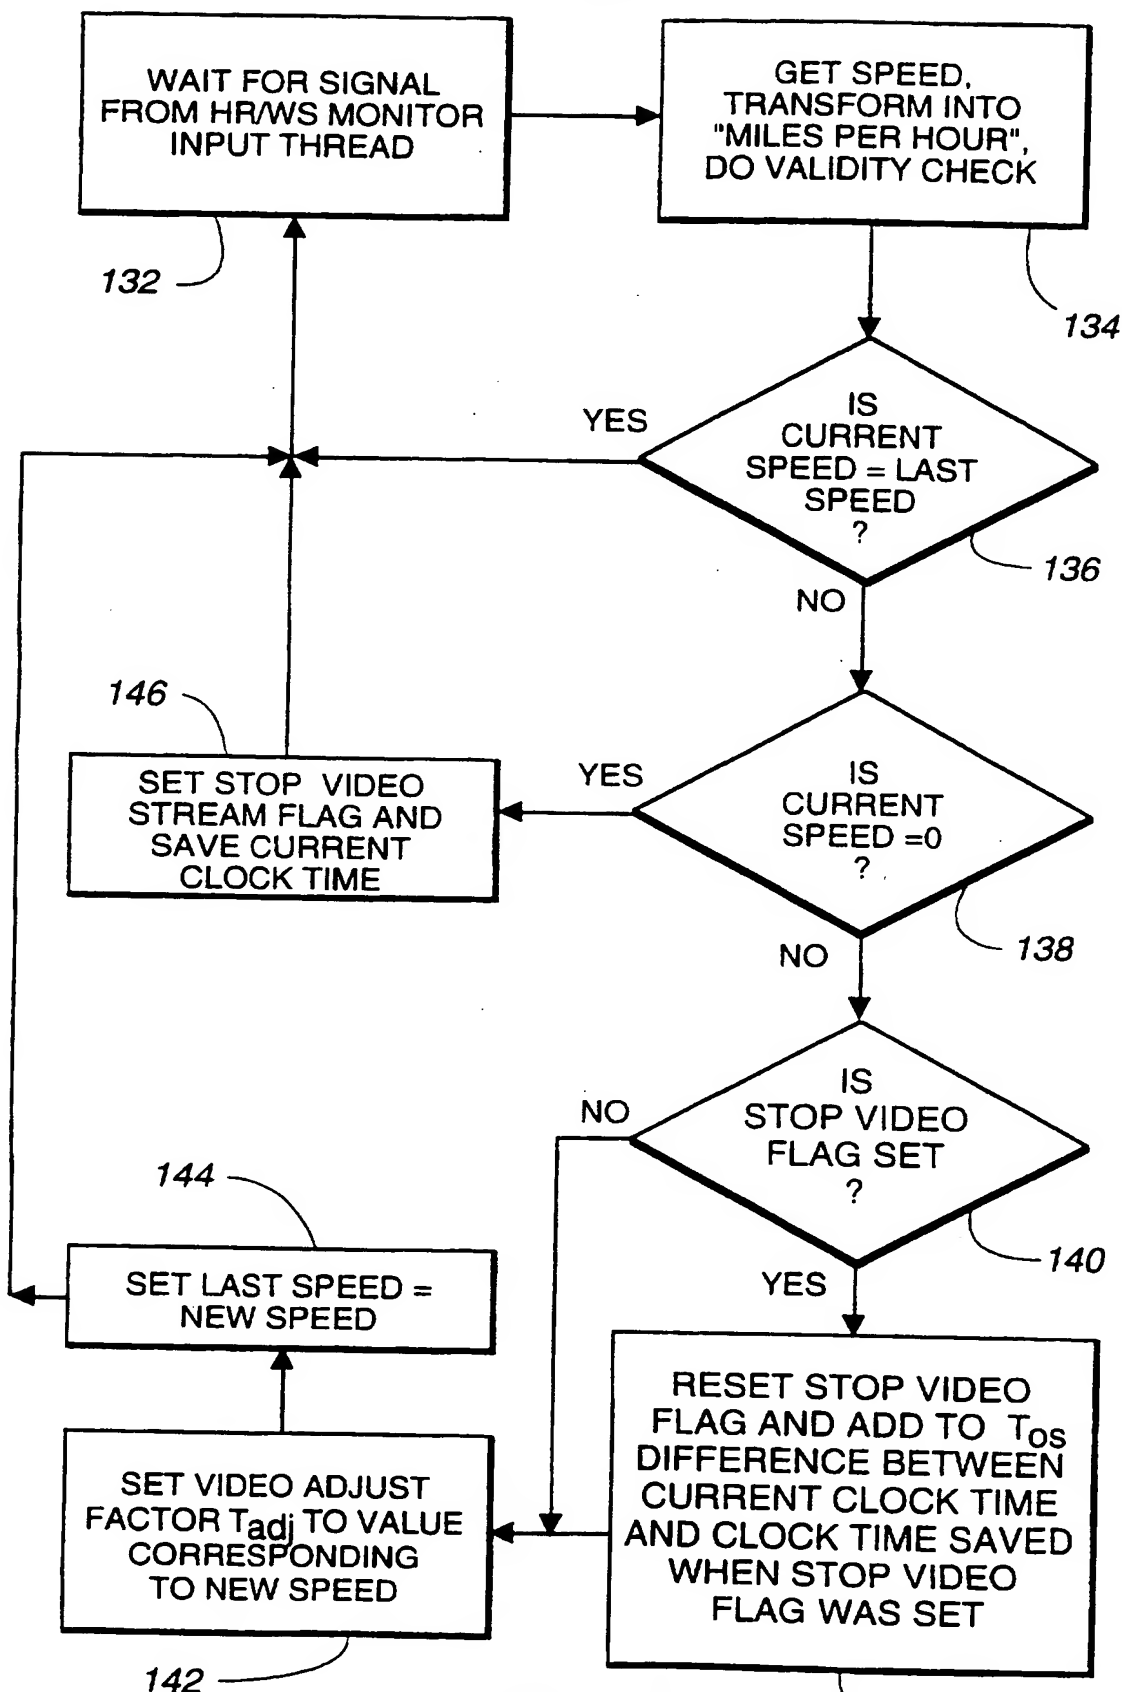 WAIT FOR SIGNAL
FROM HR/WS MONITOR
INPUT THREAD
132
GET SPEED,
TRANSFORM INTO
"MILES PER HOUR",
DO VALIDITY CHECK
134
IS
CURRENT
SPEED = LAST
SPEED
?
YES
136
NO
IS
CURRENT
SPEED =0
?
YES
138
NO
146
SET STOP VIDEO
STREAM FLAG AND
SAVE CURRENT
CLOCK TIME
IS
STOP VIDEO
FLAG SET
?
NO
140
YES
144
SET LAST SPEED =
NEW SPEED
RESET STOP VIDEO
FLAG AND ADD TO Tos
DIFFERENCE BETWEEN
CURRENT CLOCK TIME
AND CLOCK TIME SAVED
WHEN STOP VIDEO
FLAG WAS SET
SET VIDEO ADJUST
FACTOR Tadj TO VALUE
CORRESPONDING
TO NEW SPEED
142